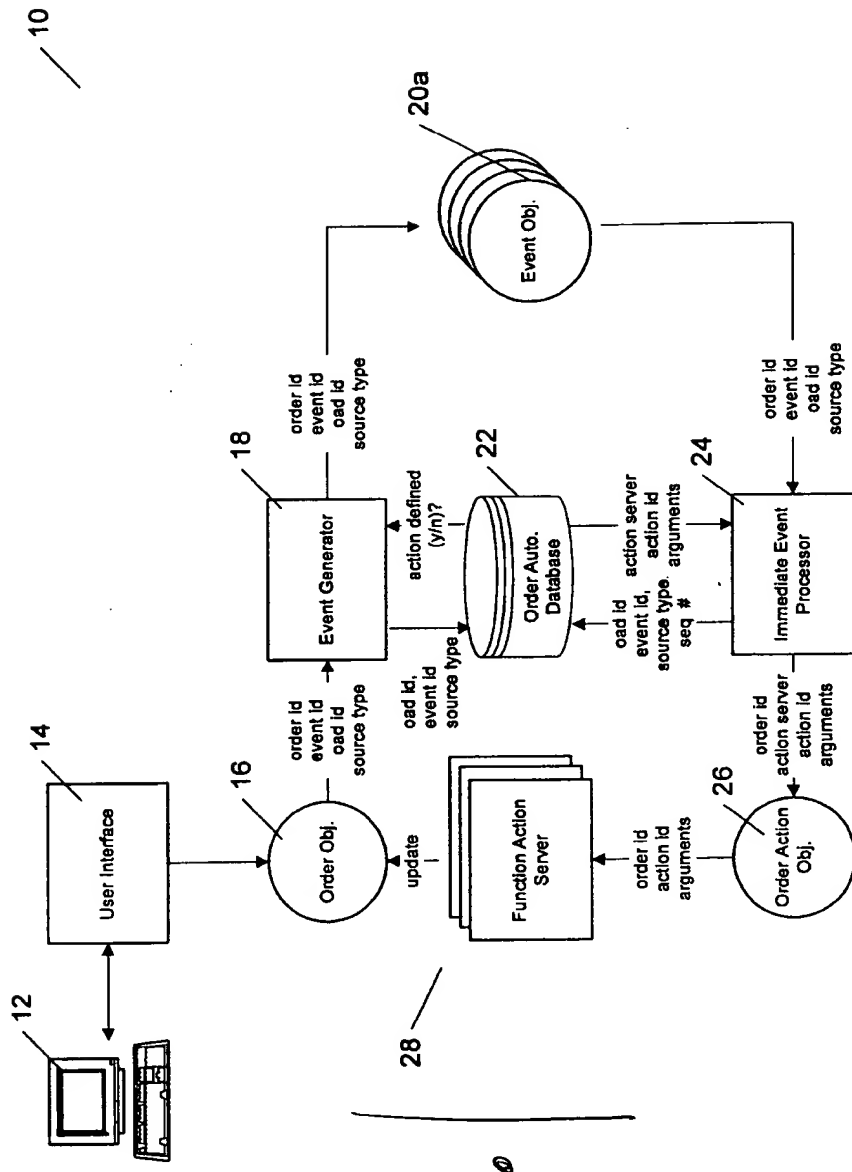 10
12
14
User Interface
16
Order Obj.
order id
event id
oad id
source type
18
Event Generator
order id
event id
oad id
source type
20a
Event Obj.
oad id,
event id
source type
action defined
(y/n)?
22
Order Auto.
Database
update
28
Function Action
Server
order id
action id
arguments
26
Order Action
Obj.
order id
action server
action id
arguments
oad id
event id,
source type.
seq #
action server
action id
arguments
24
Immediate Event
Processor
order id
event id
oad id
source type